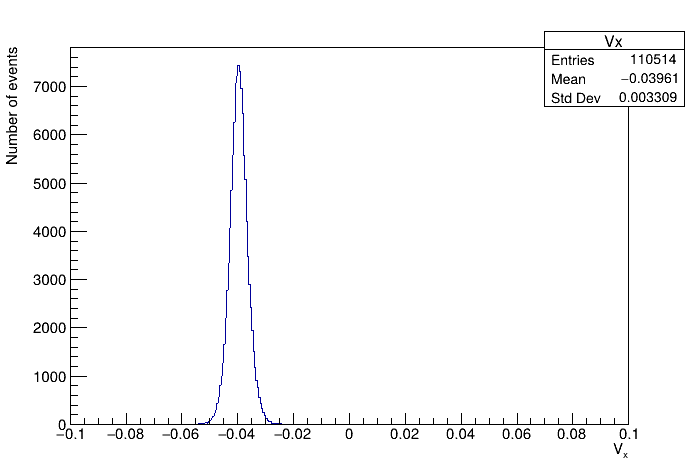 Vx
Entries 110514
Mean −0.03961
Std Dev 0.003309
Number of events
7000
6000
5000
4000
3000
2000
1000
0
−0.1 −0.08 −0.06 −0.04 −0.02 0 0.02 0.04 0.06 0.08 0.1
Vₓ